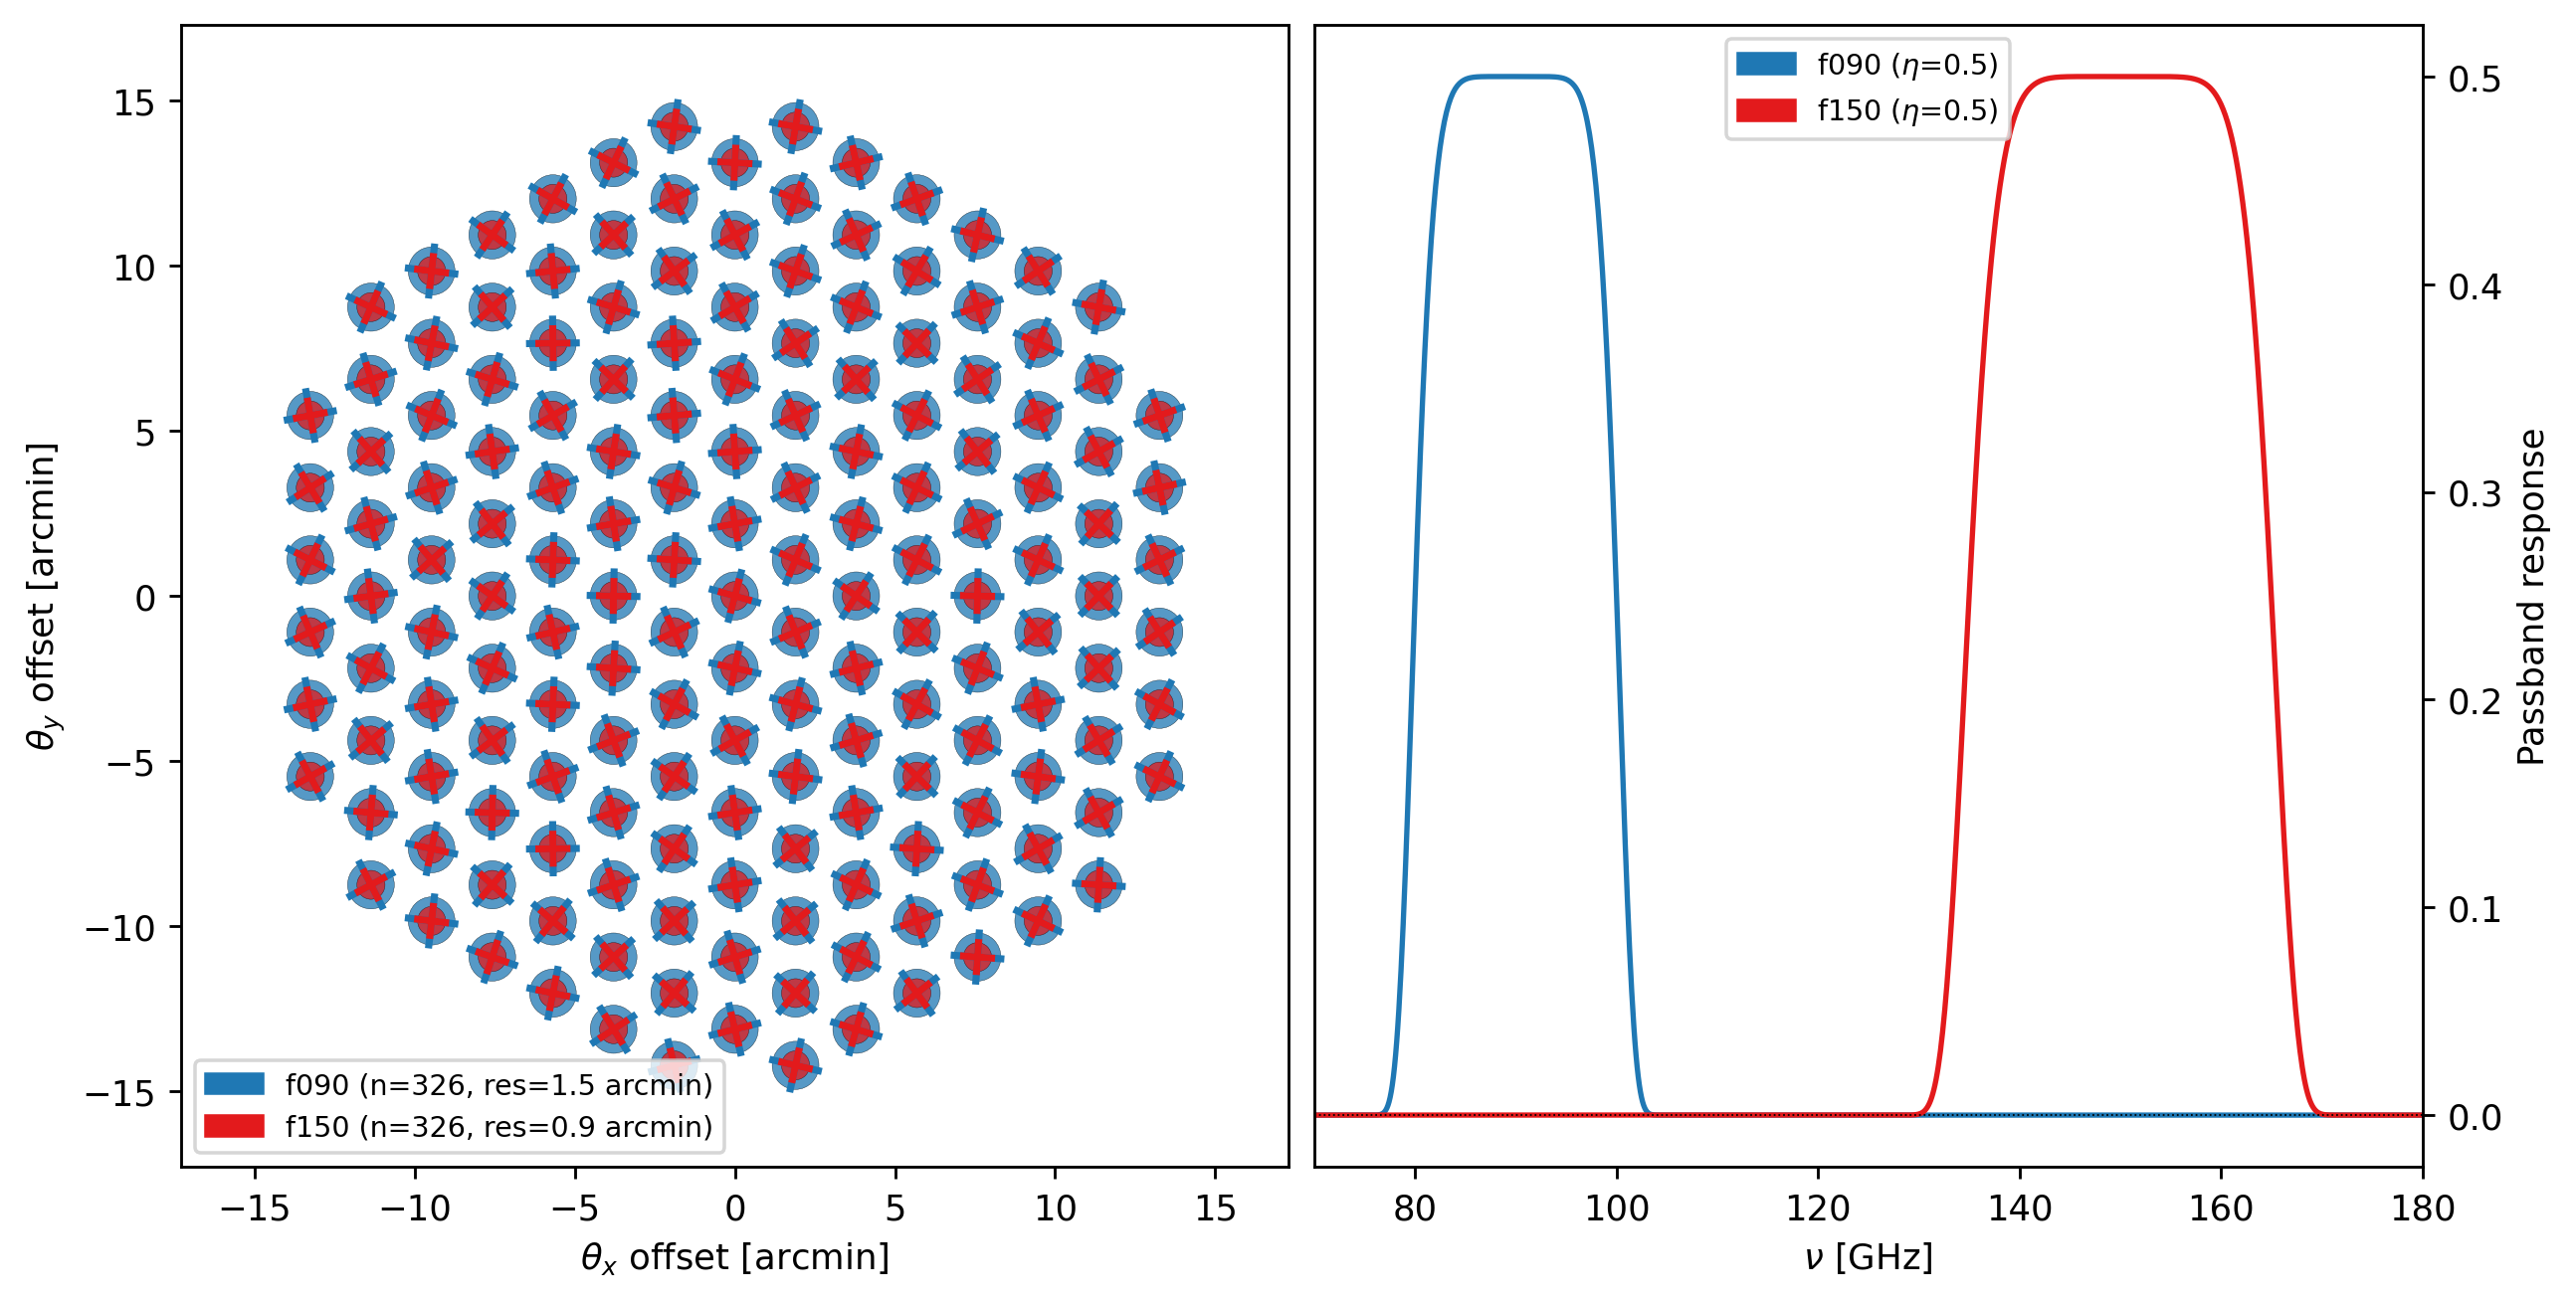 15
10
5
0
−5
−10
−15
θy offset [arcmin]
−15 −10 −5 0 5 10 15
θx offset [arcmin]
f090 (n=326, res=1.5 arcmin)
f150 (n=326, res=0.9 arcmin)
f090 (η=0.5)
f150 (η=0.5)
0.5
0.4
0.3
0.2
0.1
0.0
Passband response
80 100 120 140 160 180
ν [GHz]